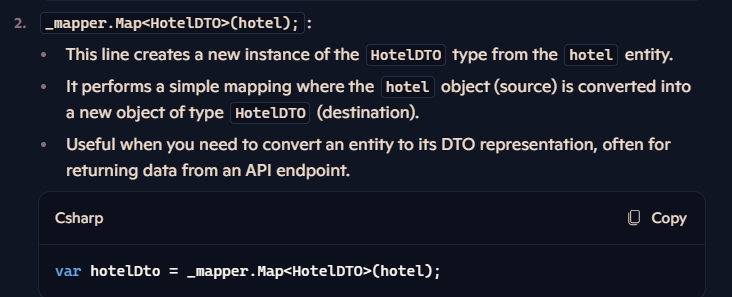 2. _mapper.Map<HotelDTO>(hotel); :
• This line creates a new instance of the HotelDTO type from the hotel entity.
• It performs a simple mapping where the hotel object (source) is converted into
a new object of type HotelDTO (destination).
• Useful when you need to convert an entity to its DTO representation, often for
returning data from an API endpoint.
Csharp Copy
var hotelDto = _mapper.Map<HotelDTO>(hotel);